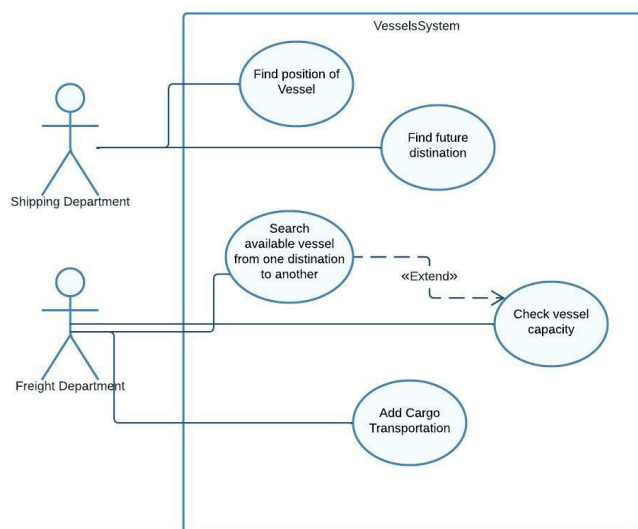 VesselsSystem
Find position of
Vessel
Find future
distination
Shipping Department
Search
available vessel
from one distination
to another
«Extend»
Check vessel
capacity
Freight Department
Add Cargo
Transportation